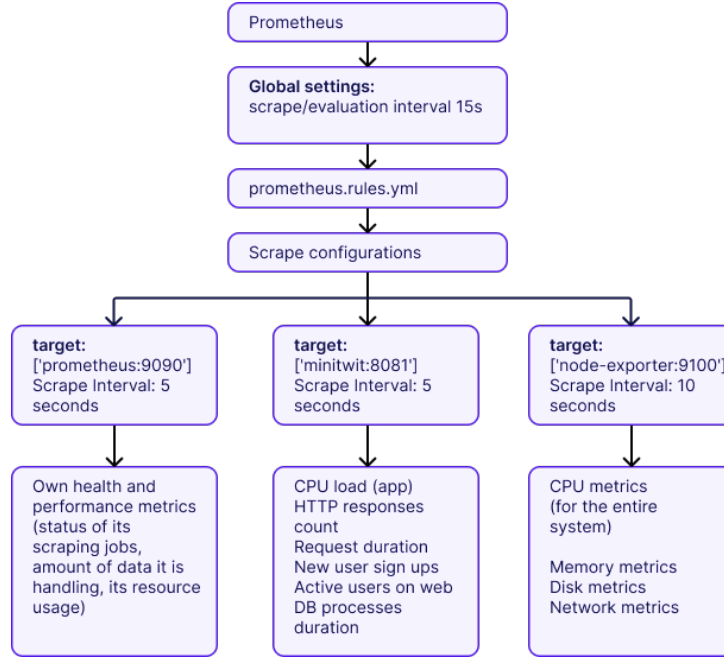 Prometheus
Global settings:
scrape/evaluation interval 15s
prometheus.rules.yml
Scrape configurations
target:
['prometheus:9090']
Scrape Interval: 5
seconds
target:
['minitwit:8081']
Scrape Interval: 5
seconds
target:
['node-exporter:9100']
Scrape Interval: 10
seconds
Own health and
performance metrics
(status of its
scraping jobs,
amount of data it is
handling, its resource
usage)
CPU load (app)
HTTP responses
count
Request duration
New user sign ups
Active users on web
DB processes
duration
CPU metrics
(for the entire
system)
Memory metrics
Disk metrics
Network metrics